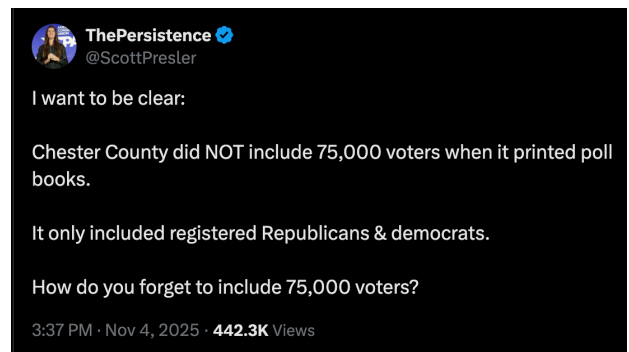 ThePersistence
@ScottPresler
I want to be clear:
Chester County did NOT include 75,000 voters when it printed poll
books.
It only included registered Republicans & democrats.
How do you forget to include 75,000 voters?
3:37 PM · Nov 4, 2025 · 442.3K Views